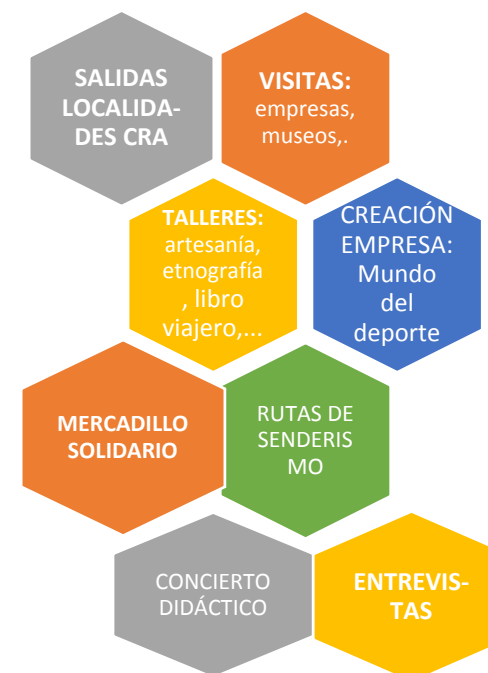 SALIDAS
LOCALIDA-
DES CRA
VISITAS:
empresas,
museos,.
TALLERES:
artesanía,
etnografía
, libro
viajero,...
CREACIÓN
EMPRESA:
Mundo
del
deporte
MERCADILLO
SOLIDARIO
RUTAS DE
SENDERIS
MO
CONCIERTO
DIDÁCTICO
ENTREVIS-
TAS